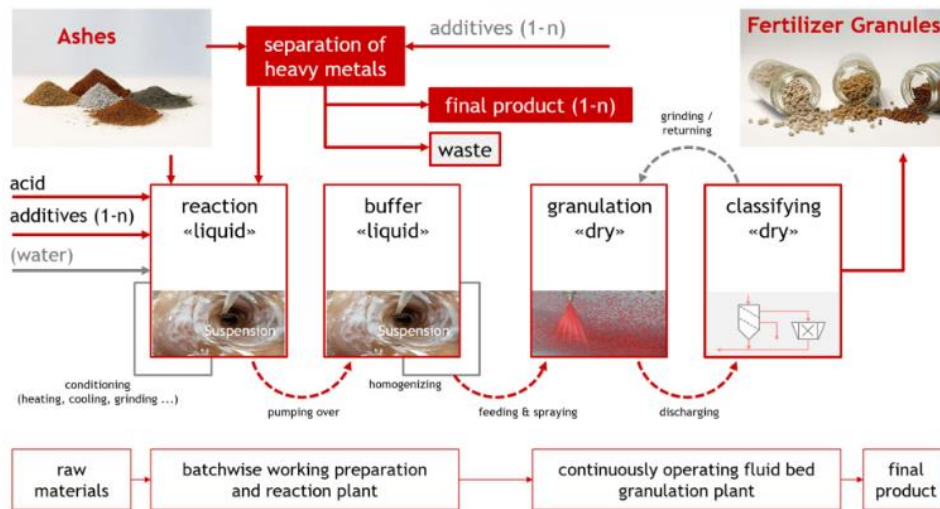 Ashes
separation of
heavy metals
additives (1-n)
Fertilizer Granules
final product (1-n)
waste
grinding /
returning
acid
additives (1-n)
(water)
reaction
«liquid»
Suspension
buffer
«liquid»
Suspension
granulation
«dry»
classifying
«dry»
conditioning
(heating, cooling, grinding ...)
pumping over
homogenizing
feeding & spraying
discharging
raw
materials
batchwise working preparation
and reaction plant
continuously operating fluid bed
granulation plant
final
product